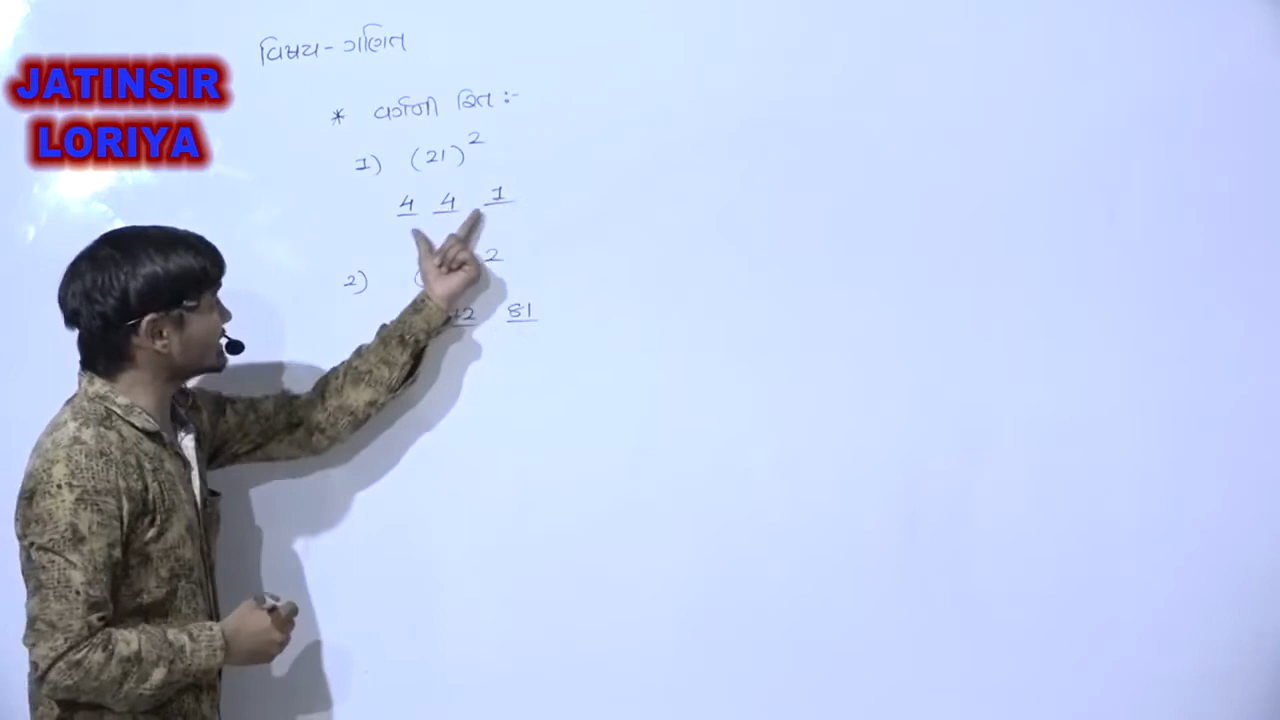 JATINSIR
LORIYA
વિષય - ગણિત
* વર્ગની રિત :-
1) (21)²
4 4 1
2) ( ²
2 81